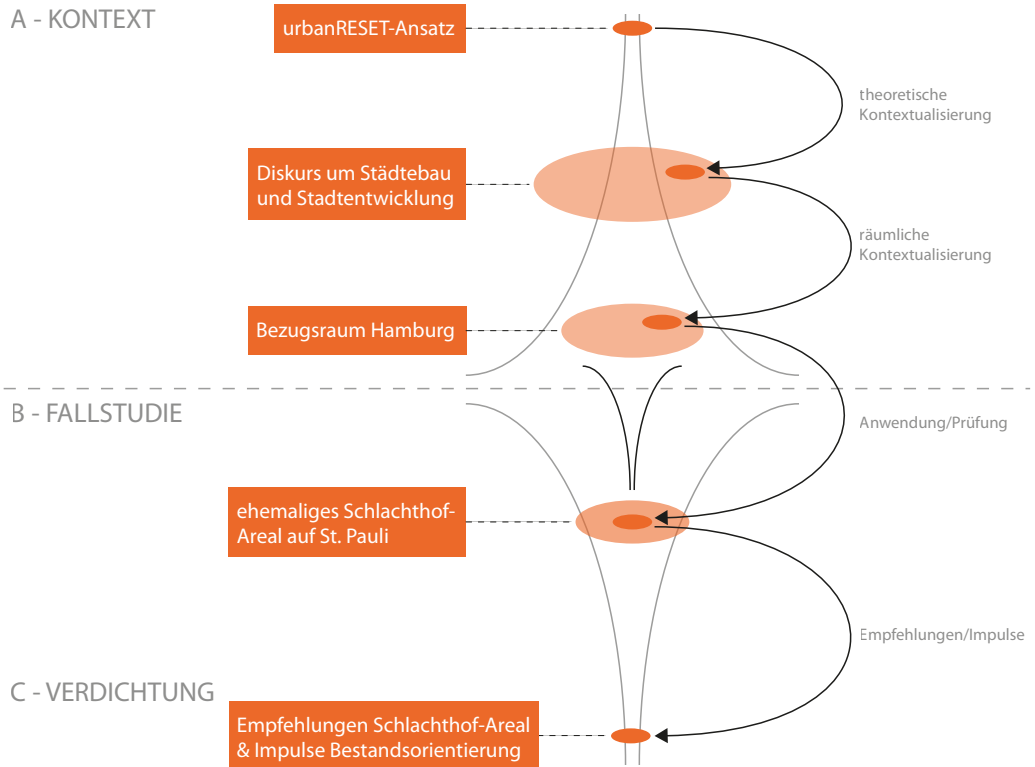 A - KONTEXT
urbanRESET-Ansatz
theoretische
Kontextualisierung
Diskurs um Städtebau
und Stadtentwicklung
räumliche
Kontextualisierung
Bezugsraum Hamburg
B - FALLSTUDIE
Anwendung/Prüfung
ehemaliges Schlachthof-
Areal auf St. Pauli
Empfehlungen/Impulse
C - VERDICHTUNG
Empfehlungen Schlachthof-Areal
& Impulse Bestandsorientierung